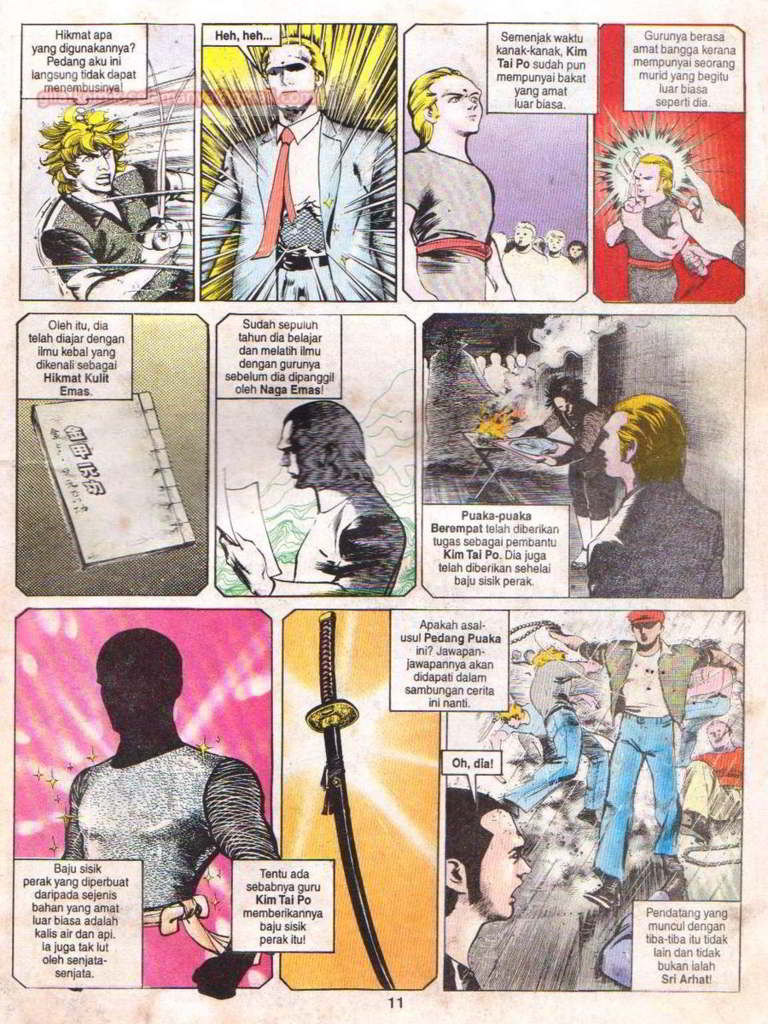 Hikmat apa
yang digunakannya?
Pedang aku ini
langsung tidak dapat
menembusinya!
Heh, heh...
Semenjak waktu
kanak-kanak, Kim
Tai Po sudah pun
mempunyai bakat
yang amat
luar biasa.
Gurunya berasa
amat bangga kerana
mempunyai seorang
murid yang begitu
luar biasa
seperti dia.
Oleh itu, dia
telah diajar dengan
ilmu kebal yang
dikenali sebagai
Hikmat Kulit
Emas.
Sudah sepuluh
tahun dia belajar
dan melatih ilmu
dengan gurunya
sebelum dia dipanggil
oleh Naga Emas!
Puaka-puaka
Berempat telah diberikan
tugas sebagai pembantu
Kim Tai Po. Dia juga
telah diberikan sehelai
baju sisik perak.
Baju sisik
perak yang diperbuat
daripada sejenis
bahan yang amat
luar biasa adalah
kalis air dan api.
Ia juga tak lut
oleh senjata-
senjata.
Tentu ada
sebabnya guru
Kim Tai Po
memberikannya
baju sisik
perak itu!
Apakah asal-
usul Pedang Puaka
ini? Jawapan-
jawapannya akan
didapati dalam
sambungan cerita
ini nanti.
Oh, dia!
Pendatang yang
muncul dengan
tiba-tiba itu tidak
lain dan tidak
bukan ialah
Sri Arhat!
11